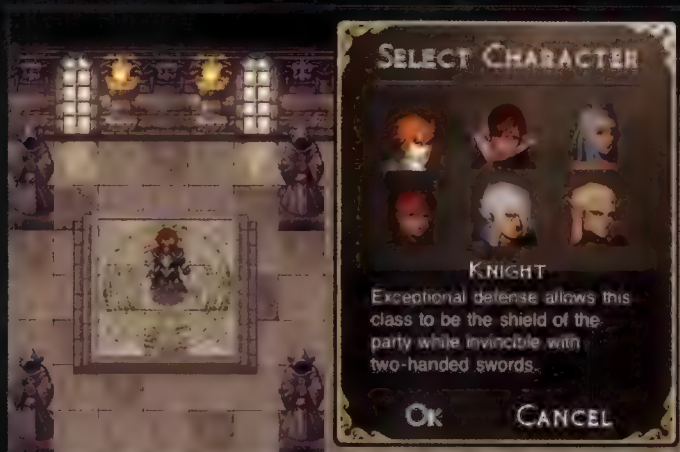 Select Character
Knight
Exceptional defense allows this
class to be the shield of the
party while invincible with
two-handed swords.
Ok
Cancel